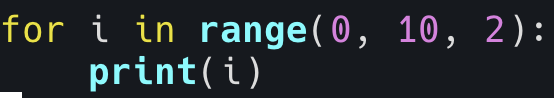 for i in range(0, 10, 2):
    print(i)